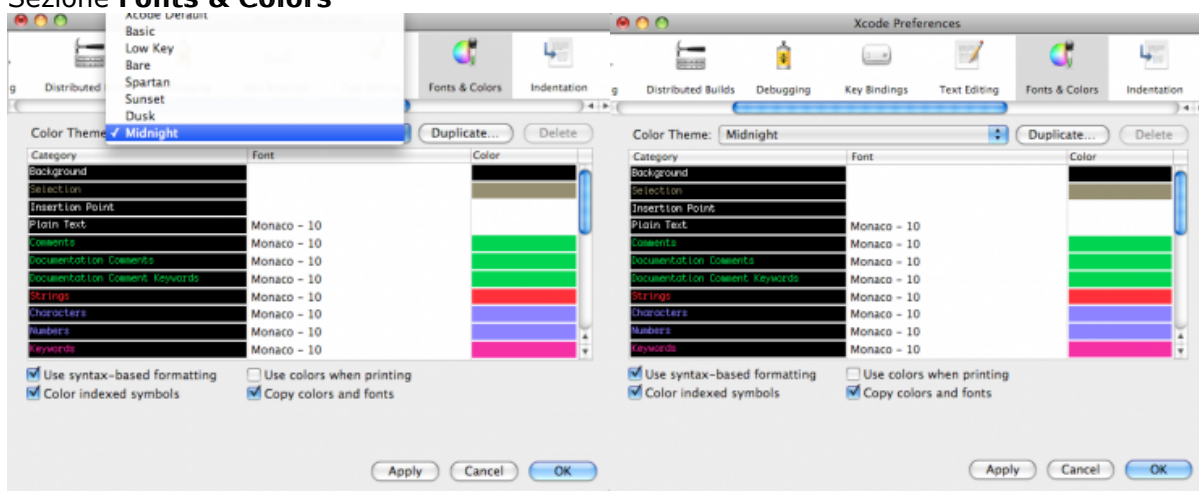 Sezione Fonts & Colors
Xcode Default
Basic
Low Key
Bare
Spartan
Sunset
Dusk
✓ Midnight
g Distributed Fonts & Colors Indentation
Color Theme
Duplicate... Delete
Category Font Color
Background
Selection
Insertion Point
Plain Text Monaco - 10
Comments Monaco - 10
Documentation Comments Monaco - 10
Documentation Comment Keywords Monaco - 10
Strings Monaco - 10
Characters Monaco - 10
Numbers Monaco - 10
Keywords Monaco - 10
Use syntax-based formatting Use colors when printing
Color indexed symbols Copy colors and fonts
Apply Cancel OK
Xcode Preferences
g Distributed Builds Debugging Key Bindings Text Editing Fonts & Colors Indentation
Color Theme: Midnight Duplicate... Delete
Category Font Color
Background
Selection
Insertion Point
Plain Text Monaco - 10
Comments Monaco - 10
Documentation Comments Monaco - 10
Documentation Comment Keywords Monaco - 10
Strings Monaco - 10
Characters Monaco - 10
Numbers Monaco - 10
Keywords Monaco - 10
Use syntax-based formatting Use colors when printing
Color indexed symbols Copy colors and fonts
Apply Cancel OK